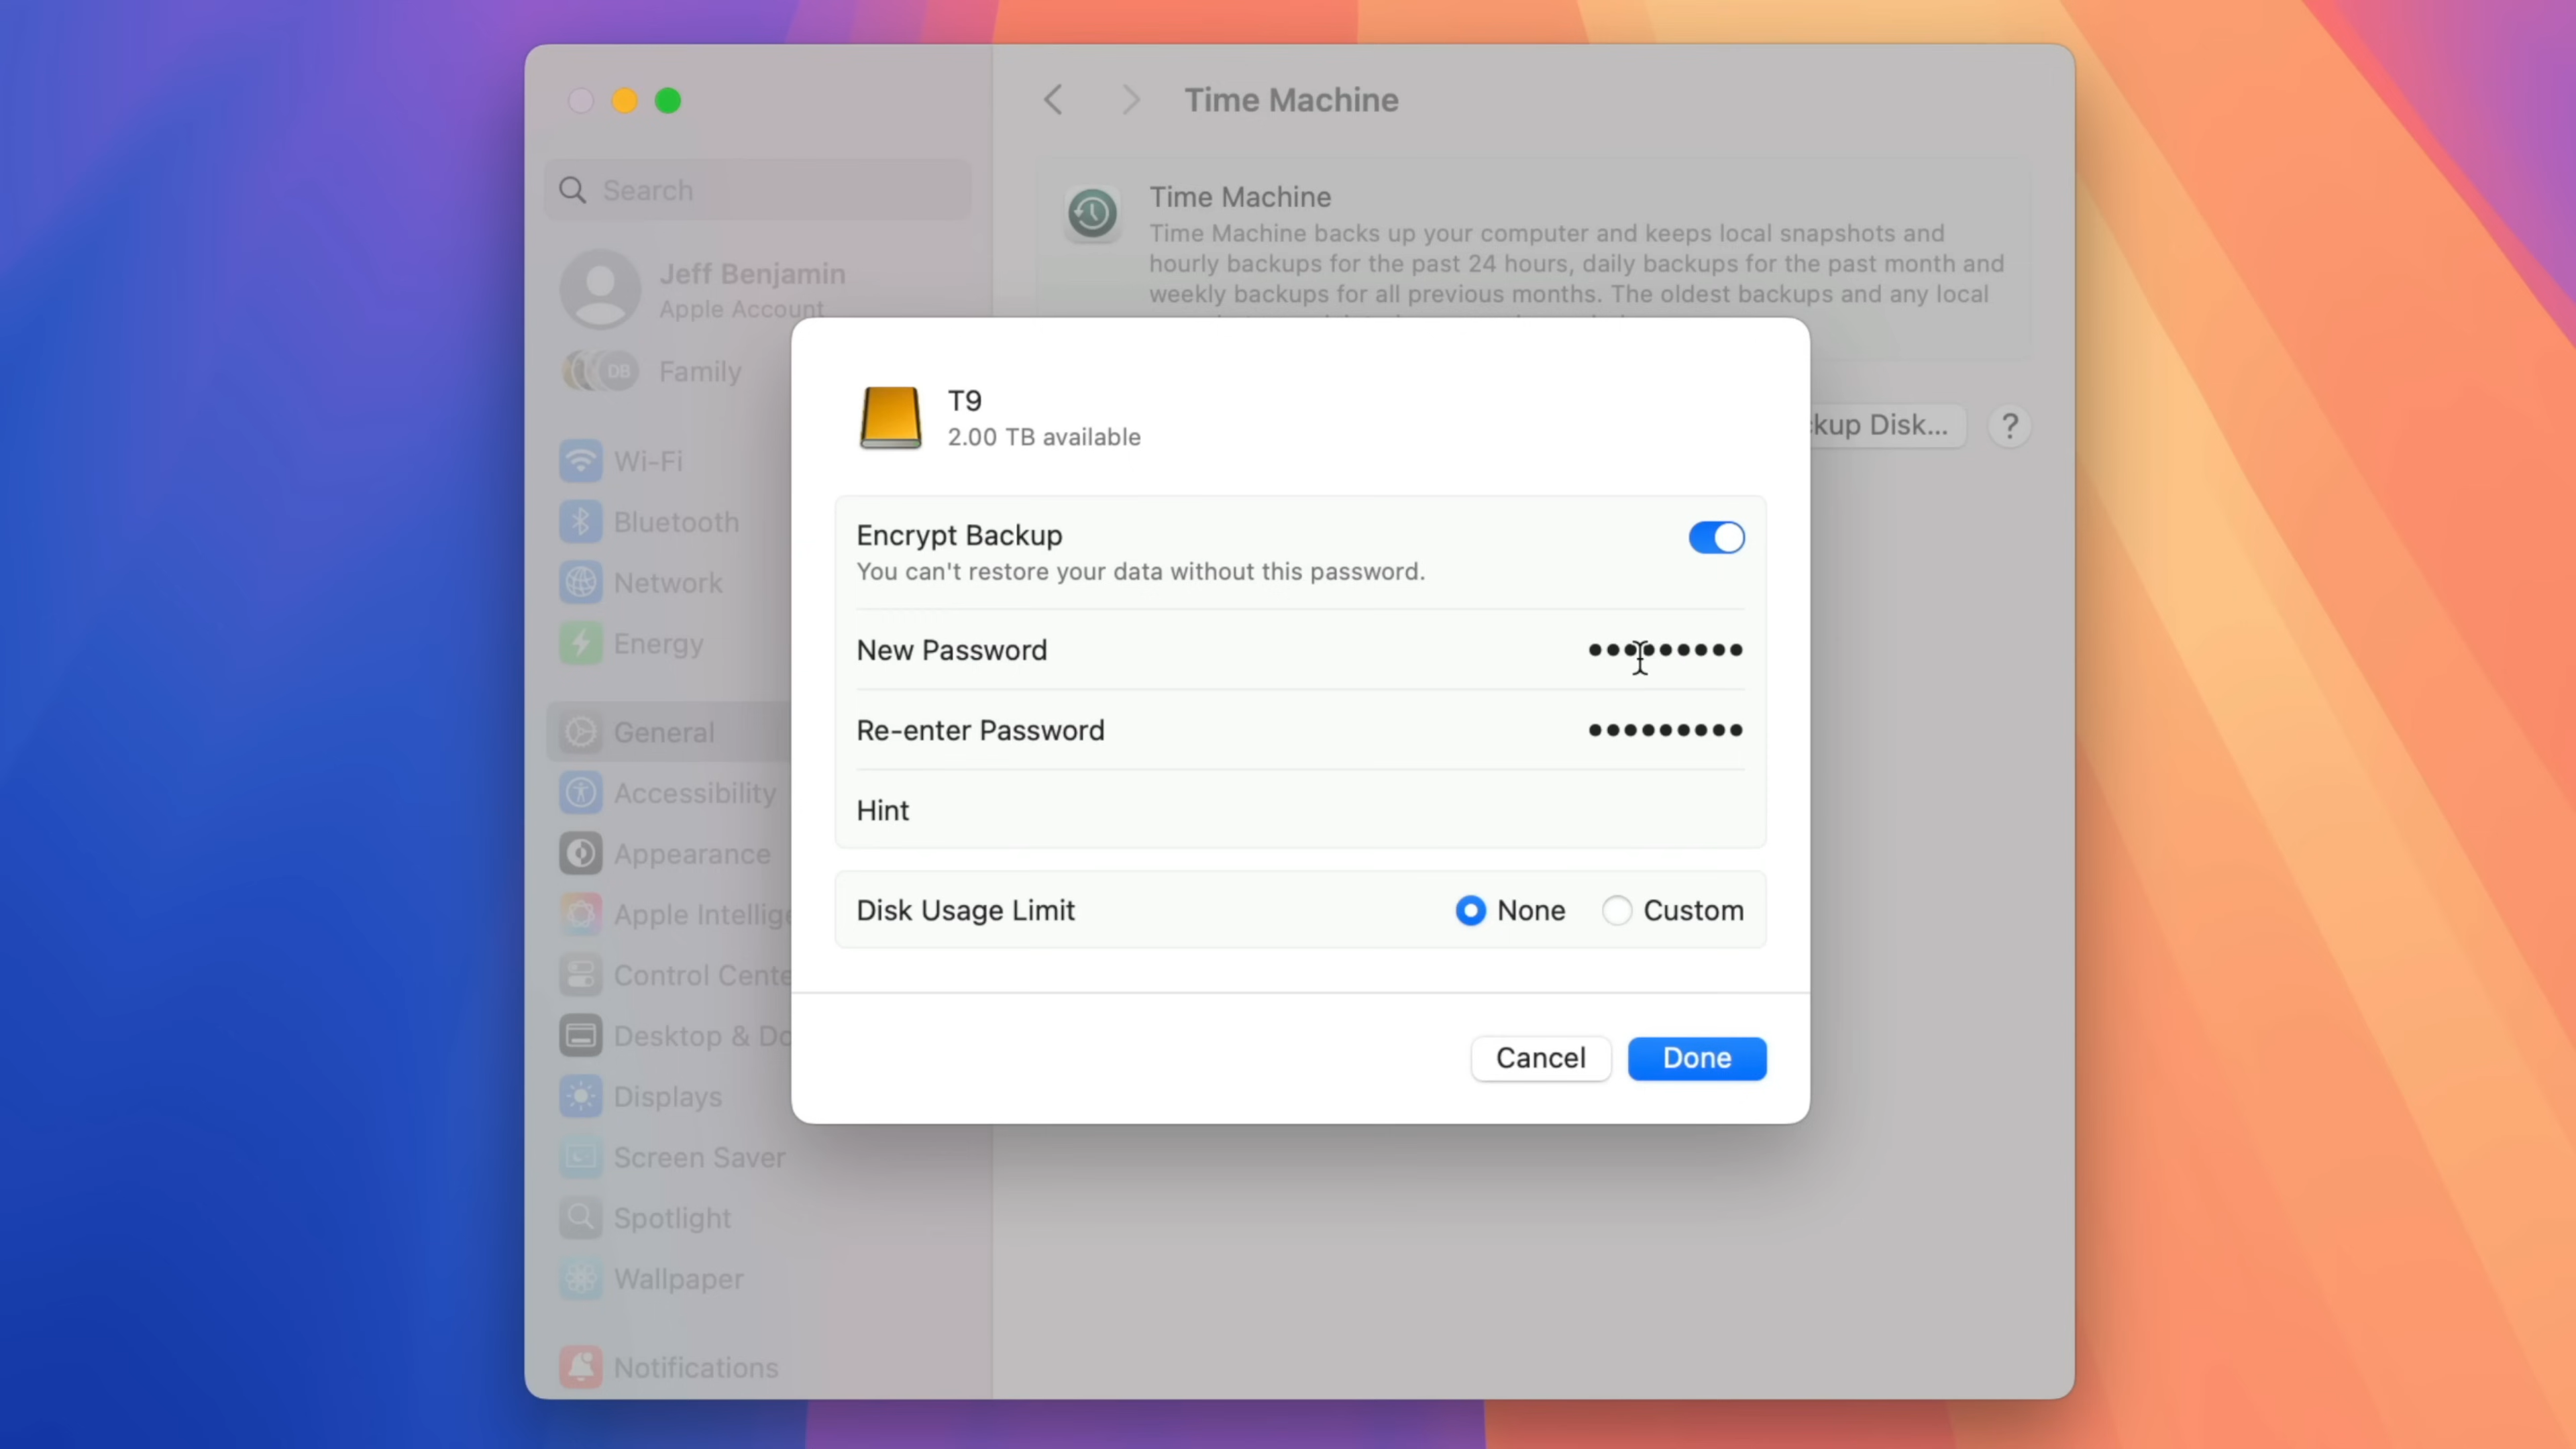 Time Machine
Search
Jeff Benjamin
Apple Account
DB
Family
Wi-Fi
Bluetooth
Network
Energy
General
Accessibility
Appearance
Apple Intellige
Control Cente
Desktop & Do
Displays
Screen Saver
Spotlight
Wallpaper
Notifications
Time Machine
Time Machine backs up your computer and keeps local snapshots and
hourly backups for the past 24 hours, daily backups for the past month and
weekly backups for all previous months. The oldest backups and any local
kup Disk...
?
T9
2.00 TB available
Encrypt Backup
You can't restore your data without this password.
New Password
•••••••••
Re-enter Password
•••••••••
Hint
Disk Usage Limit
None
Custom
Cancel
Done